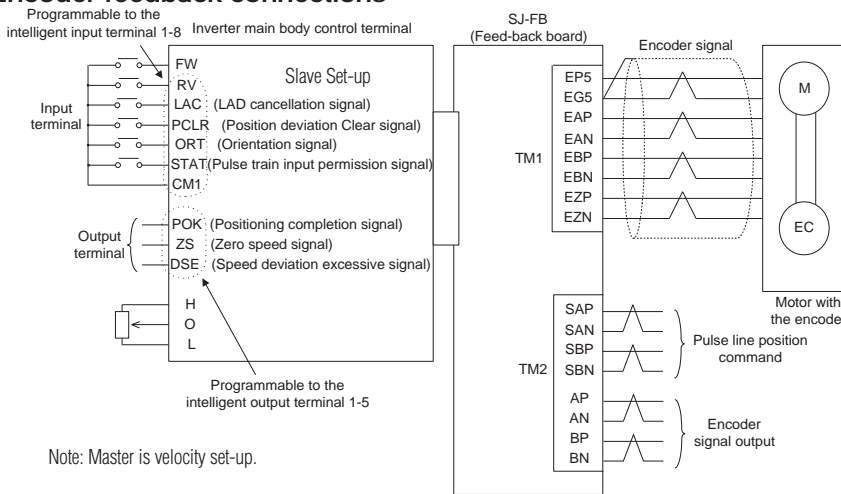 Encoder feedback connections
Programmable to the
intelligent input terminal 1-8
Inverter main body control terminal
Slave Set-up
Input
terminal
FW
RV
LAC (LAD cancellation signal)
PCLR (Position deviation Clear signal)
ORT (Orientation signal)
STAT(Pulse train input permission signal)
CM1
Output
terminal
POK (Positioning completion signal)
ZS (Zero speed signal)
DSE (Speed deviation excessive signal)
H
O
L
Programmable to the
intelligent output terminal 1-5
Note: Master is velocity set-up.
SJ-FB
(Feed-back board)
Encoder signal
TM1
EP5
EG5
EAP
EAN
EBP
EBN
EZP
EZN
M
EC
Motor with
the encode
TM2
SAP
SAN
SBP
SBN
Pulse line position
command
AP
AN
BP
BN
Encoder
signal output